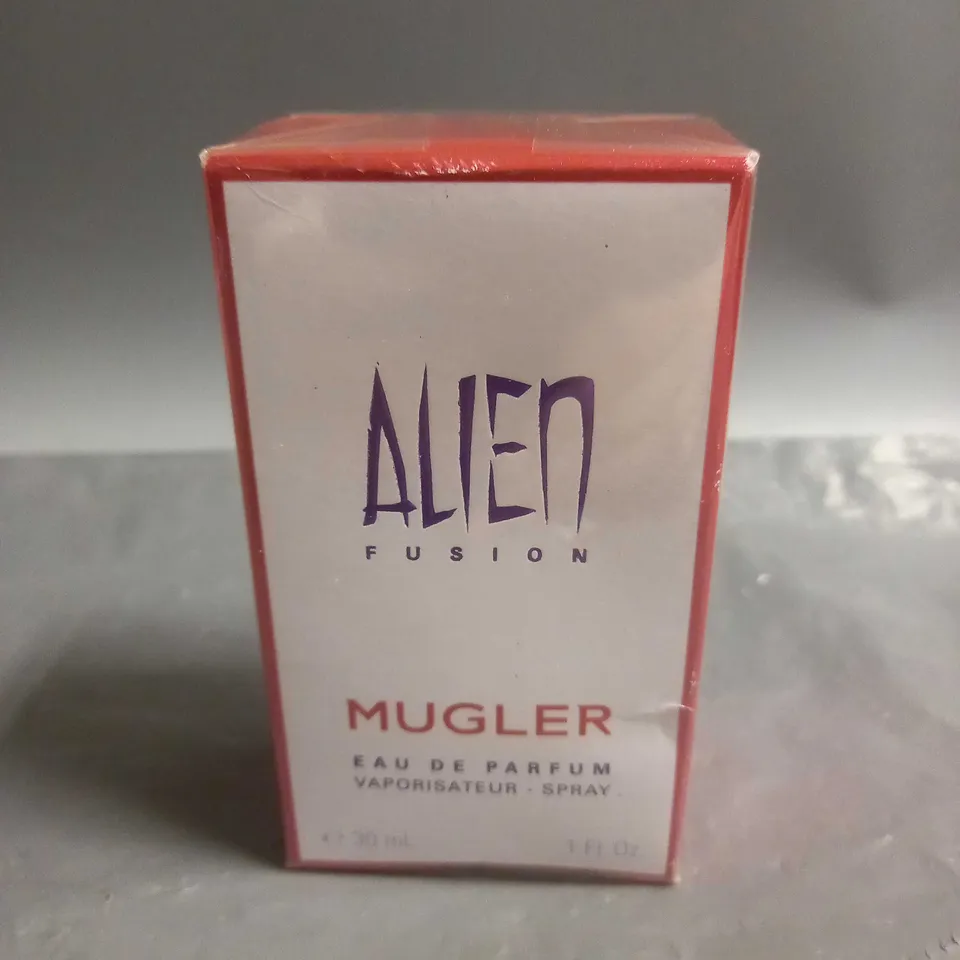 ALIEN
FUSION
MUGLER
EAU DE PARFUM
VAPORISATEUR - SPRAY
30 mL 1 Fl Oz